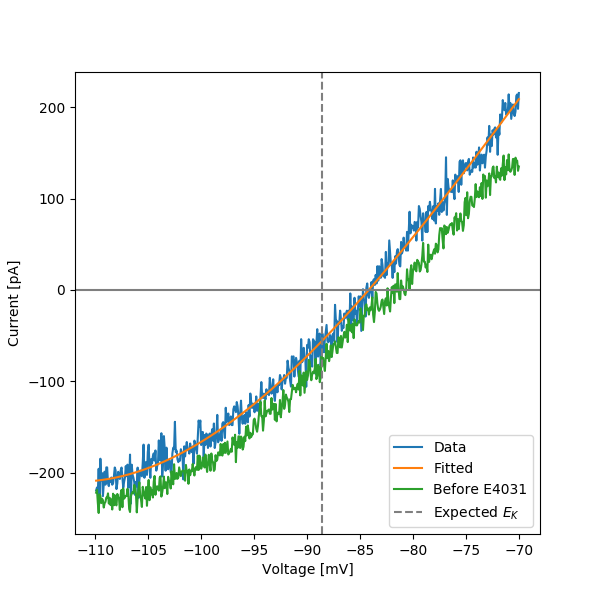 200
100
0
−100
−200
Current [pA]
−110
−105
−100
−95
−90
−85
−80
−75
−70
Voltage [mV]
Data
Fitted
Before E4031
Expected E_K